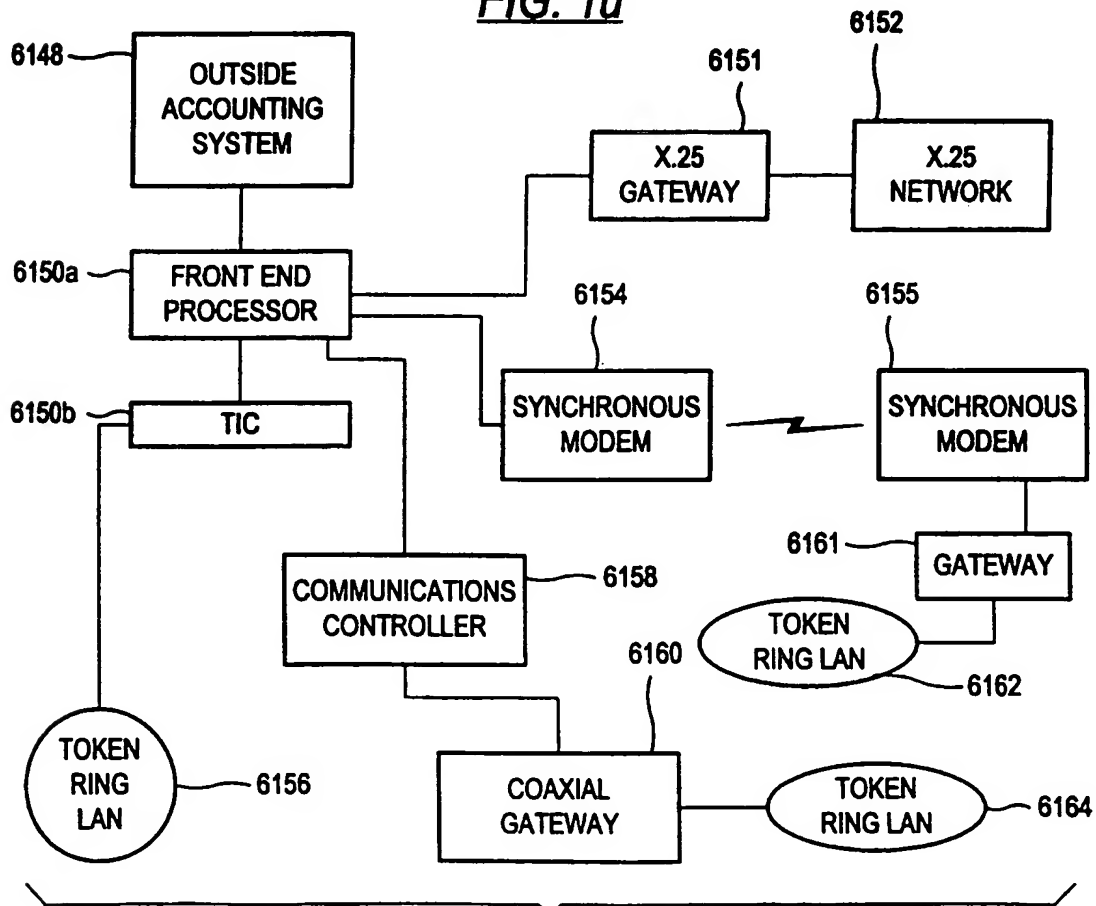 FIG. 1u
6148
OUTSIDE
ACCOUNTING
SYSTEM
6151
6152
X.25
GATEWAY
X.25
NETWORK
6150a
FRONT END
PROCESSOR
6154
6155
6150b
TIC
SYNCHRONOUS
MODEM
SYNCHRONOUS
MODEM
6161
GATEWAY
COMMUNICATIONS
CONTROLLER
6158
TOKEN
RING LAN
6162
6160
TOKEN
RING
LAN
6156
COAXIAL
GATEWAY
TOKEN
RING LAN
6164